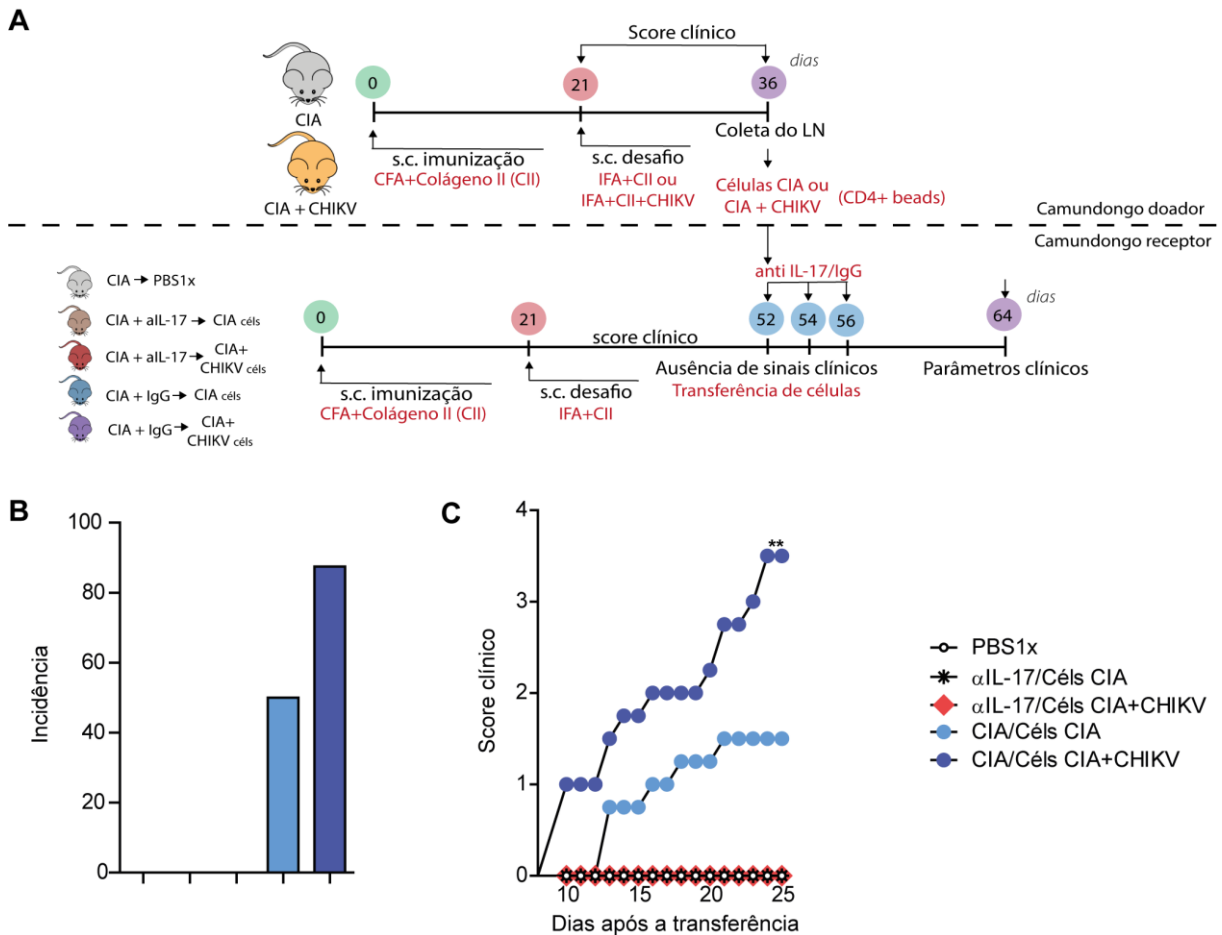 A
Score clínico
dias
0
21
36
CIA
Coleta do LN
s.c. imunização
CFA+Colágeno II (CII)
s.c. desafio
IFA+CII ou
IFA+CII+CHIKV
Células CIA ou
CIA + CHIKV
(CD4+ beads)
CIA + CHIKV
Camundongo doador
Camundongo receptor
anti IL-17/IgG
CIA → PBS1x
CIA + aIL-17 → CIA céls
CIA + aIL-17 → CIA+
CHIKV céls
CIA + IgG → CIA céls
CIA + IgG → CIA+
CHIKV céls
dias
0
21
52
54
56
64
score clínico
Ausência de sinais clínicos
Transferência de células
Parâmetros clínicos
s.c. imunização
CFA+Colágeno II (CII)
s.c. desafio
IFA+CII
B
Incidência
100
80
60
40
20
0
C
Score clínico
4
3
2
1
0
**
10
15
20
25
Dias após a transferência
PBS1x
αIL-17/Céls CIA
αIL-17/Céls CIA+CHIKV
CIA/Céls CIA
CIA/Céls CIA+CHIKV